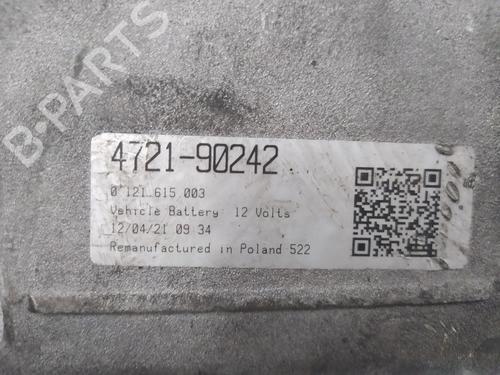 B-PARTS
4721-90242
0 121 615 003
Vehicle Battery 12 Volts
12/04/21 09 34
Remanufactured in Poland 522